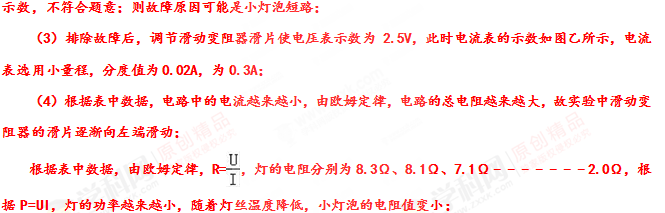 示数，不符合题意；则故障原因可能是小灯泡短路；
（3）排除故障后，调节滑动变阻器滑片使电压表示数为 2.5V，此时电流表的示数如图乙所示，电流
表选用小量程，分度值为 0.02A，为 0.3A；
（4）根据表中数据，电路中的电流越来越小，由欧姆定律，电路的总电阻越来越大，故实验中滑动变
阻器的滑片逐渐向左端滑动；
根据表中数据，由欧姆定律，R=U/I，灯的电阻分别为 8.3Ω、8.1Ω、7.1Ω－－－－－－－2.0Ω，根
据 P=UI，灯的功率越来越小，随着灯丝温度降低，小灯泡的电阻值变小；